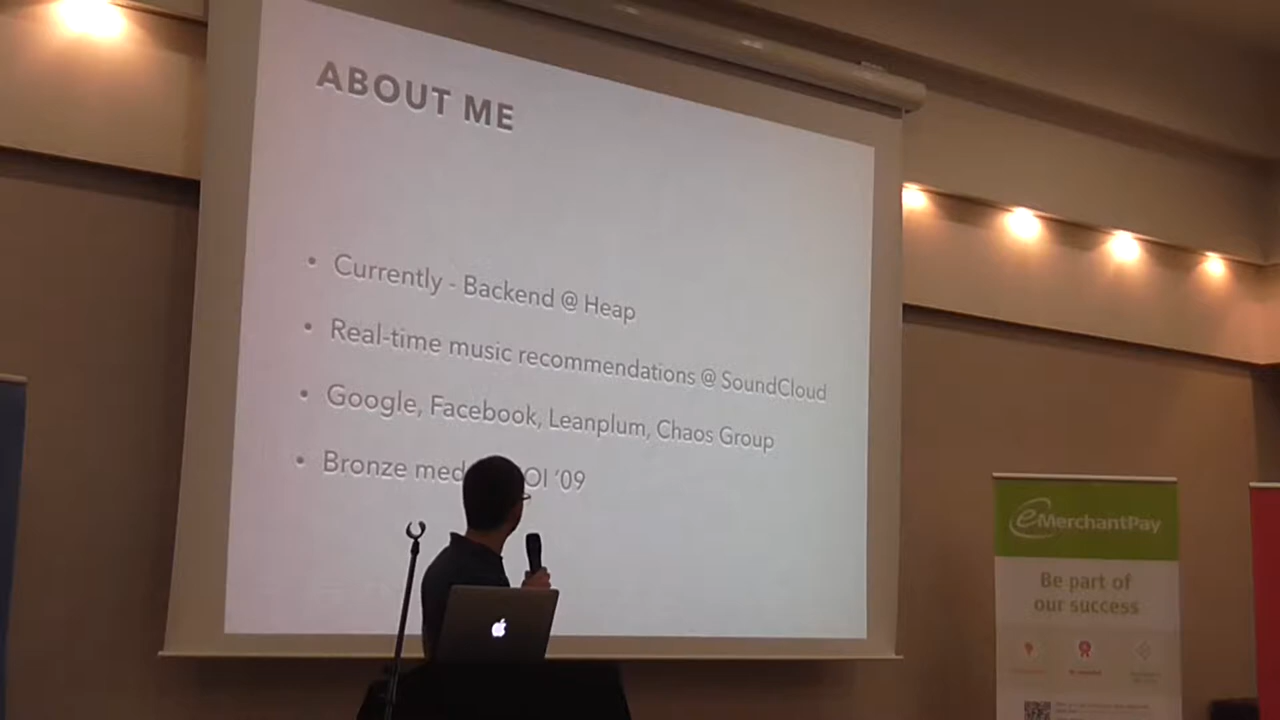 ABOUT ME
• Currently - Backend @ Heap
• Real-time music recommendations @ SoundCloud
• Google, Facebook, Leanplum, Chaos Group
• Bronze med OI '09
eMerchantPay
Be part of
our success